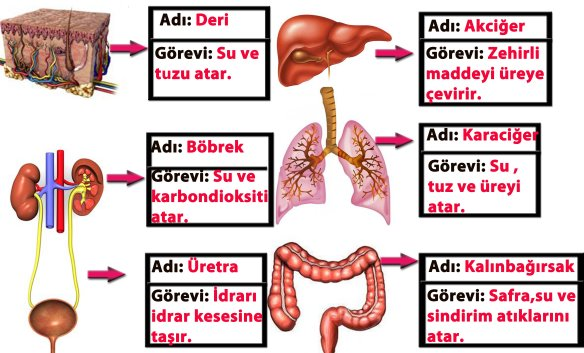 Adı: Deri
Görevi: Su ve
tuzu atar.
Adı: Akciğer
Görevi: Zehirli
maddeyi üreye
çevirir.
Adı: Böbrek
Görevi: Su ve
karbondioksiti
atar.
Adı: Karaciğer
Görevi: Su ,
tuz ve üreyi
atar.
Adı: Üretra
Görevi: İdrarı
idrar kesesine
taşır.
Adı: Kalınbağırsak
Görevi: Safra,su ve
sindirim atıklarını
atar.